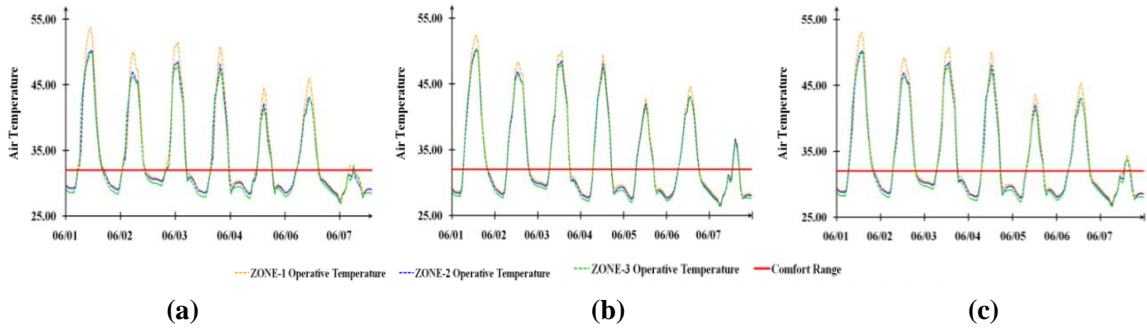 55.00
45.00
35.00
25.00
Air Temperature
06/01 06/02 06/03 06/04 06/06 06/07
55.00
45.00
35.00
25.00
Air Temperature
06/01 06/02 06/03 06/04 06/05 06/06 06/07
55.00
45.00
35.00
25.00
Air Temperature
06/01 06/02 06/03 06/04 06/05 06/06 06/07
ZONE-1 Operative Temperature ZONE-2 Operative Temperature ZONE-3 Operative Temperature Comfort Range
(a) (b) (c)